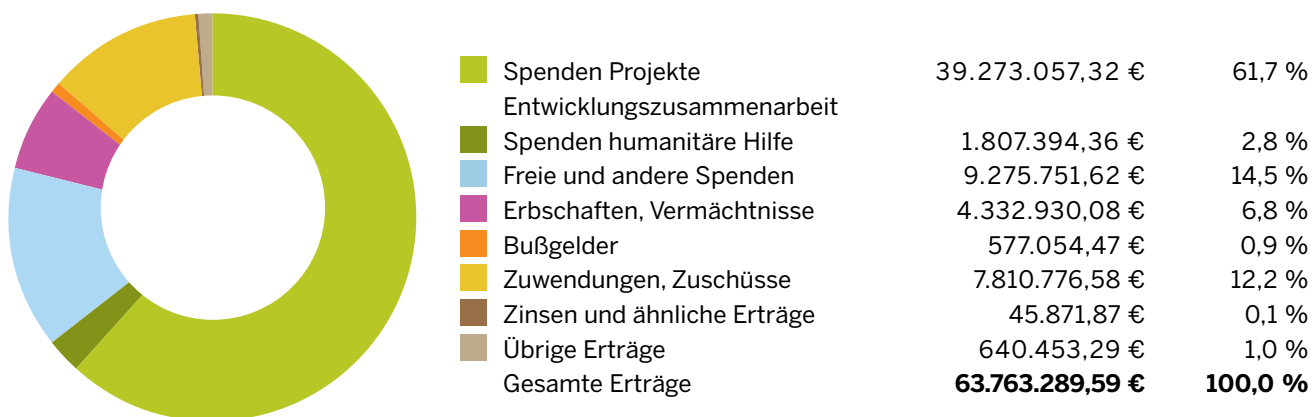 Spenden Projekte 39.273.057,32 € 61,7 %
Entwicklungszusammenarbeit
Spenden humanitäre Hilfe 1.807.394,36 € 2,8 %
Freie und andere Spenden 9.275.751,62 € 14,5 %
Erbschaften, Vermächtnisse 4.332.930,08 € 6,8 %
Bußgelder 577.054,47 € 0,9 %
Zuwendungen, Zuschüsse 7.810.776,58 € 12,2 %
Zinsen und ähnliche Erträge 45.871,87 € 0,1 %
Übrige Erträge 640.453,29 € 1,0 %
Gesamte Erträge 63.763.289,59 € 100,0 %